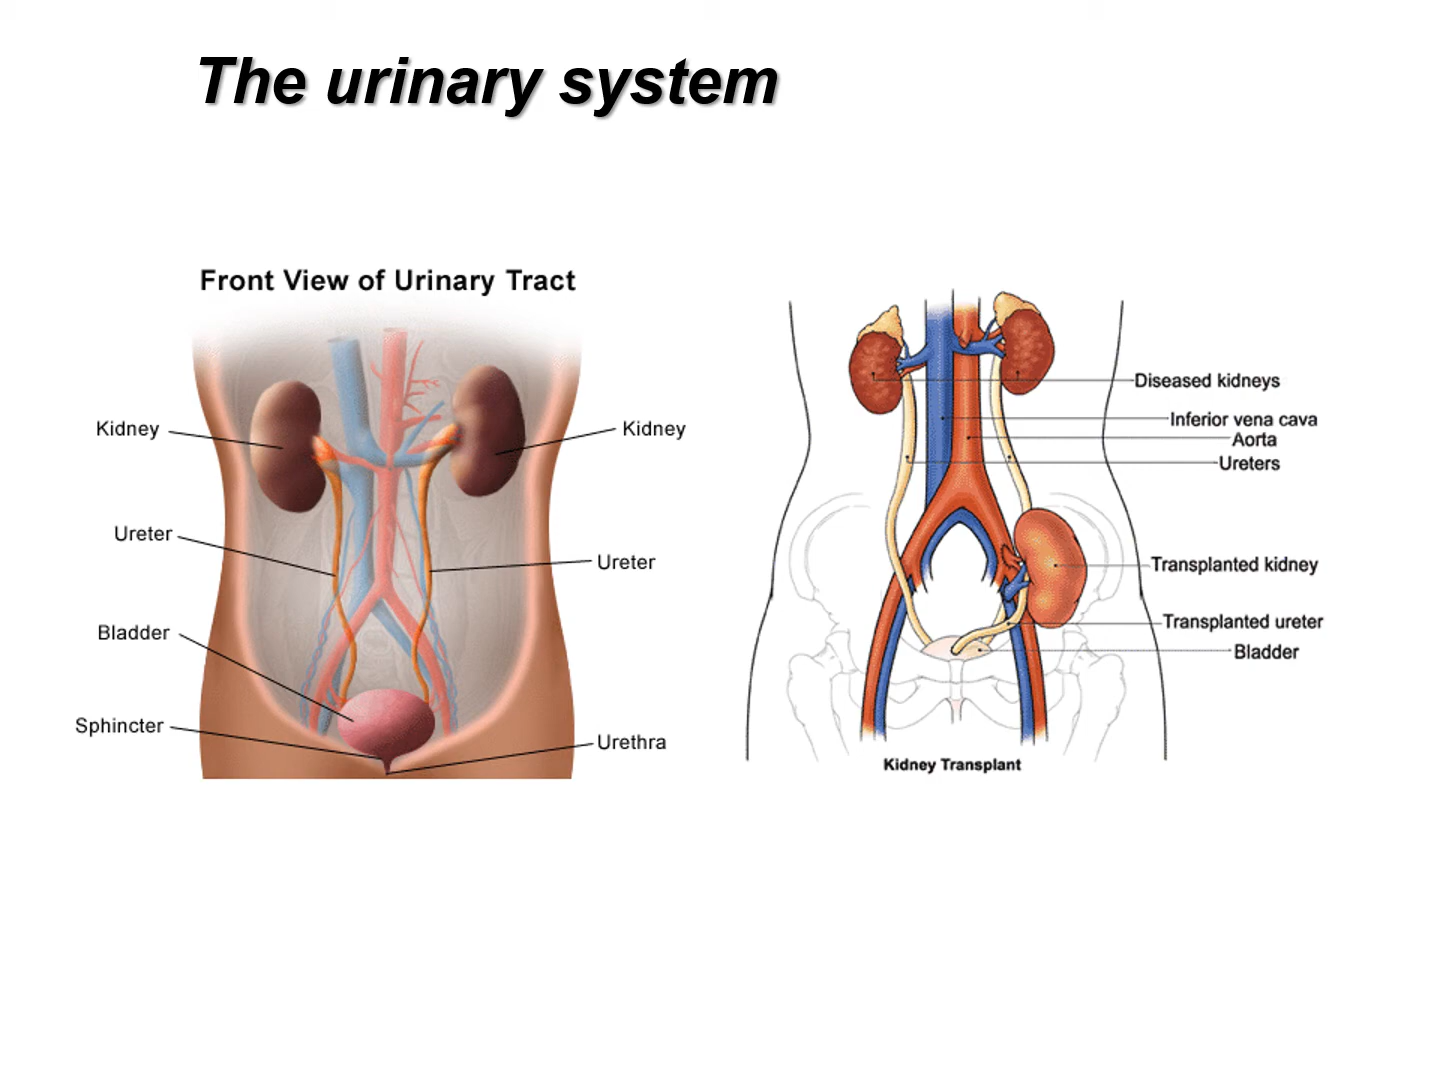 The urinary system
Front View of Urinary Tract
Kidney
Kidney
Ureter
Ureter
Bladder
Sphincter
Urethra
Diseased kidneys
Inferior vena cava
Aorta
Ureters
Transplanted kidney
Transplanted ureter
Bladder
Kidney Transplant